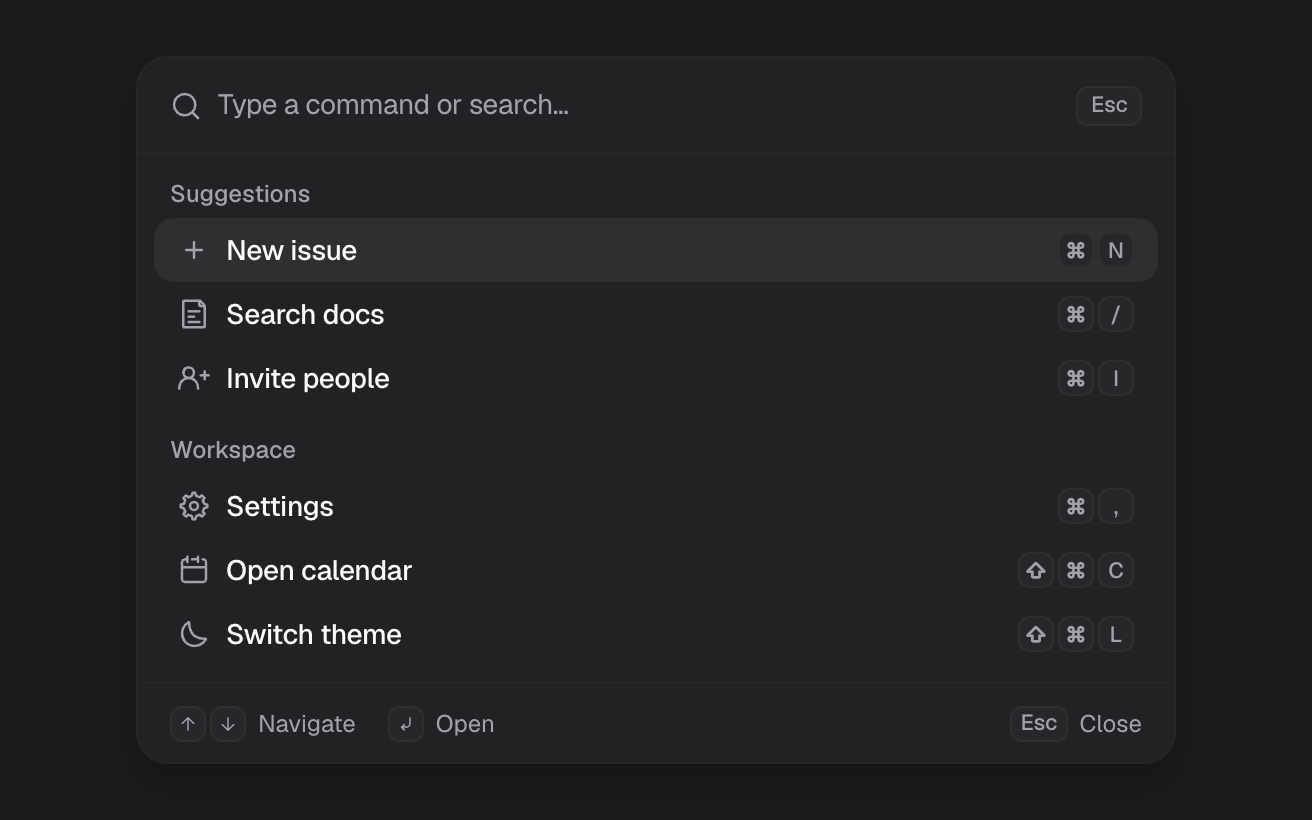 Type a command or search...
Esc
Suggestions
New issue ⌘ N
Search docs ⌘ /
Invite people ⌘ I
Workspace
Settings ⌘ ,
Open calendar ⇧ ⌘ C
Switch theme ⇧ ⌘ L
↑ ↓ Navigate ↵ Open Esc Close